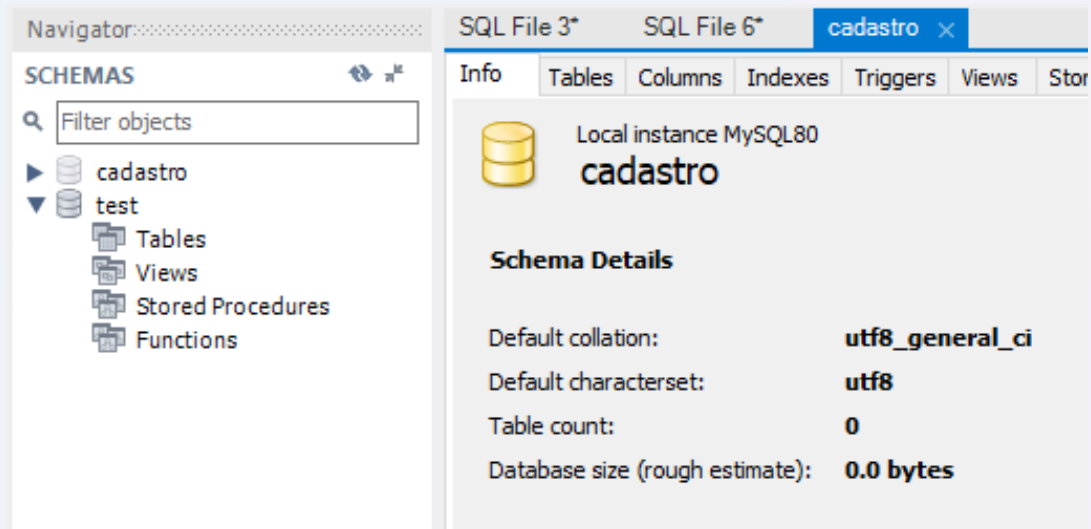 Navigator
SCHEMAS
Filter objects
cadastro
test
Tables
Views
Stored Procedures
Functions
SQL File 3* SQL File 6* cadastro ×
Info Tables Columns Indexes Triggers Views Stor
Local instance MySQL80
cadastro
Schema Details
Default collation: utf8_general_ci
Default characterset: utf8
Table count: 0
Database size (rough estimate): 0.0 bytes